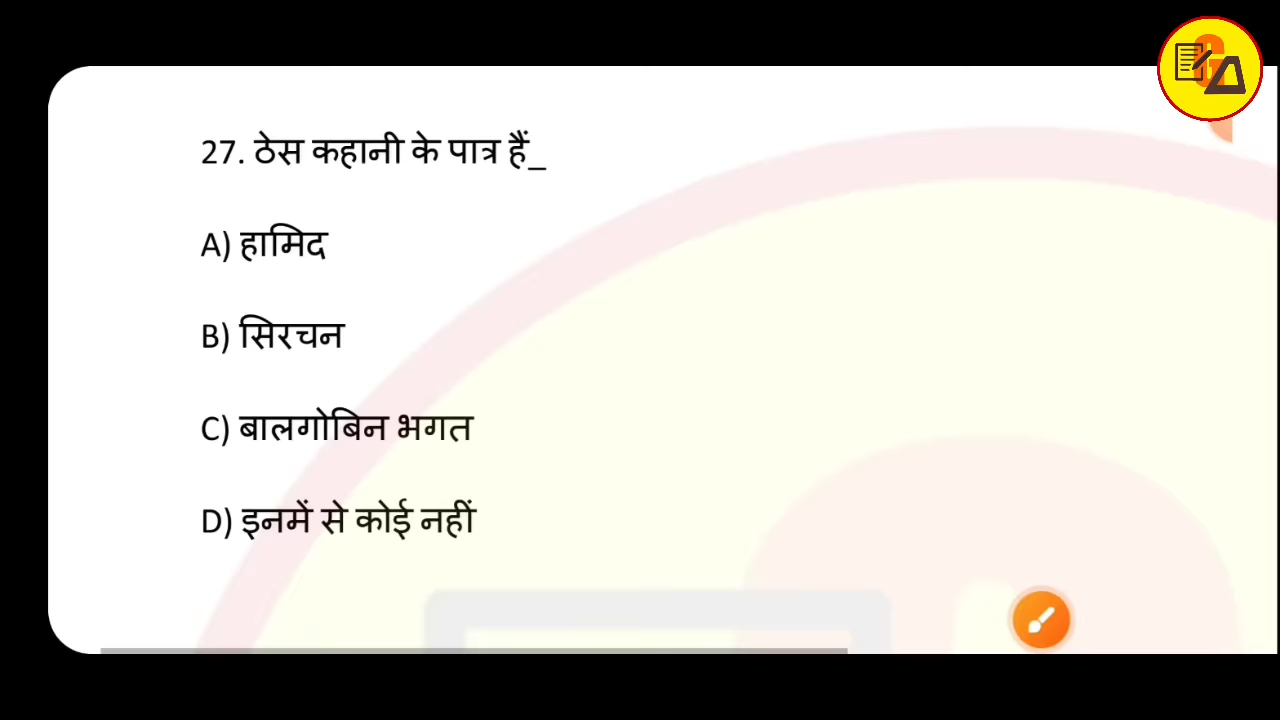 27. ठेस कहानी के पात्र हैं_
A) हामिद
B) सिरचन
C) बालगोबिन भगत
D) इनमें से कोई नहीं